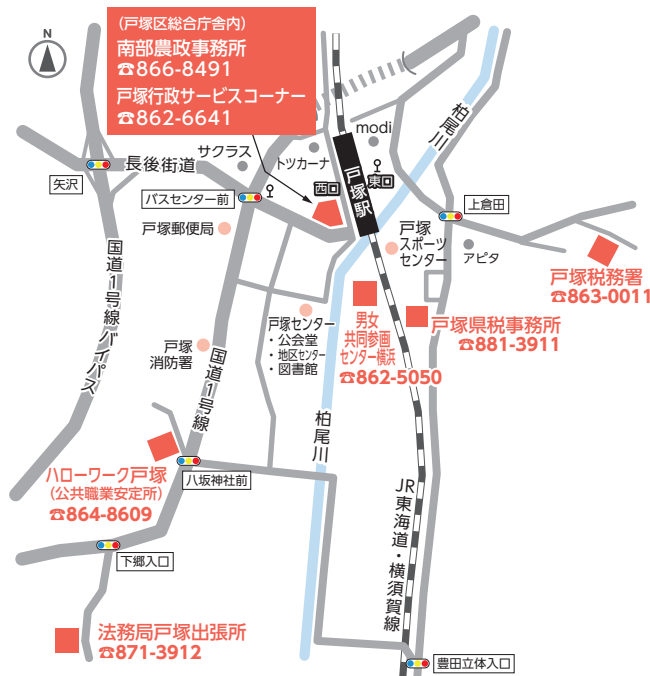 N
(戸塚区総合庁舎内)
南部農政事務所
☎866-8491
戸塚行政サービスコーナー
☎862-6641
modi
柏尾川
サクラス
トツカーナ
長後街道
矢沢
バスセンター前
西口
東口
戸塚駅
上倉田
戸塚郵便局
戸塚
スポーツ
センター
アピタ
国道1号線バイパス
戸塚税務署
☎863-0011
戸塚センター
・公会堂
・地区センター
・図書館
男女
共同参画
センター横浜
☎862-5050
戸塚県税事務所
☎881-3911
戸塚
消防署
国道1号線
柏尾川
ハローワーク戸塚
(公共職業安定所)
☎864-8609
八坂神社前
JR東海道・横須賀線
下郷入口
法務局戸塚出張所
☎871-3912
豊田立体入口